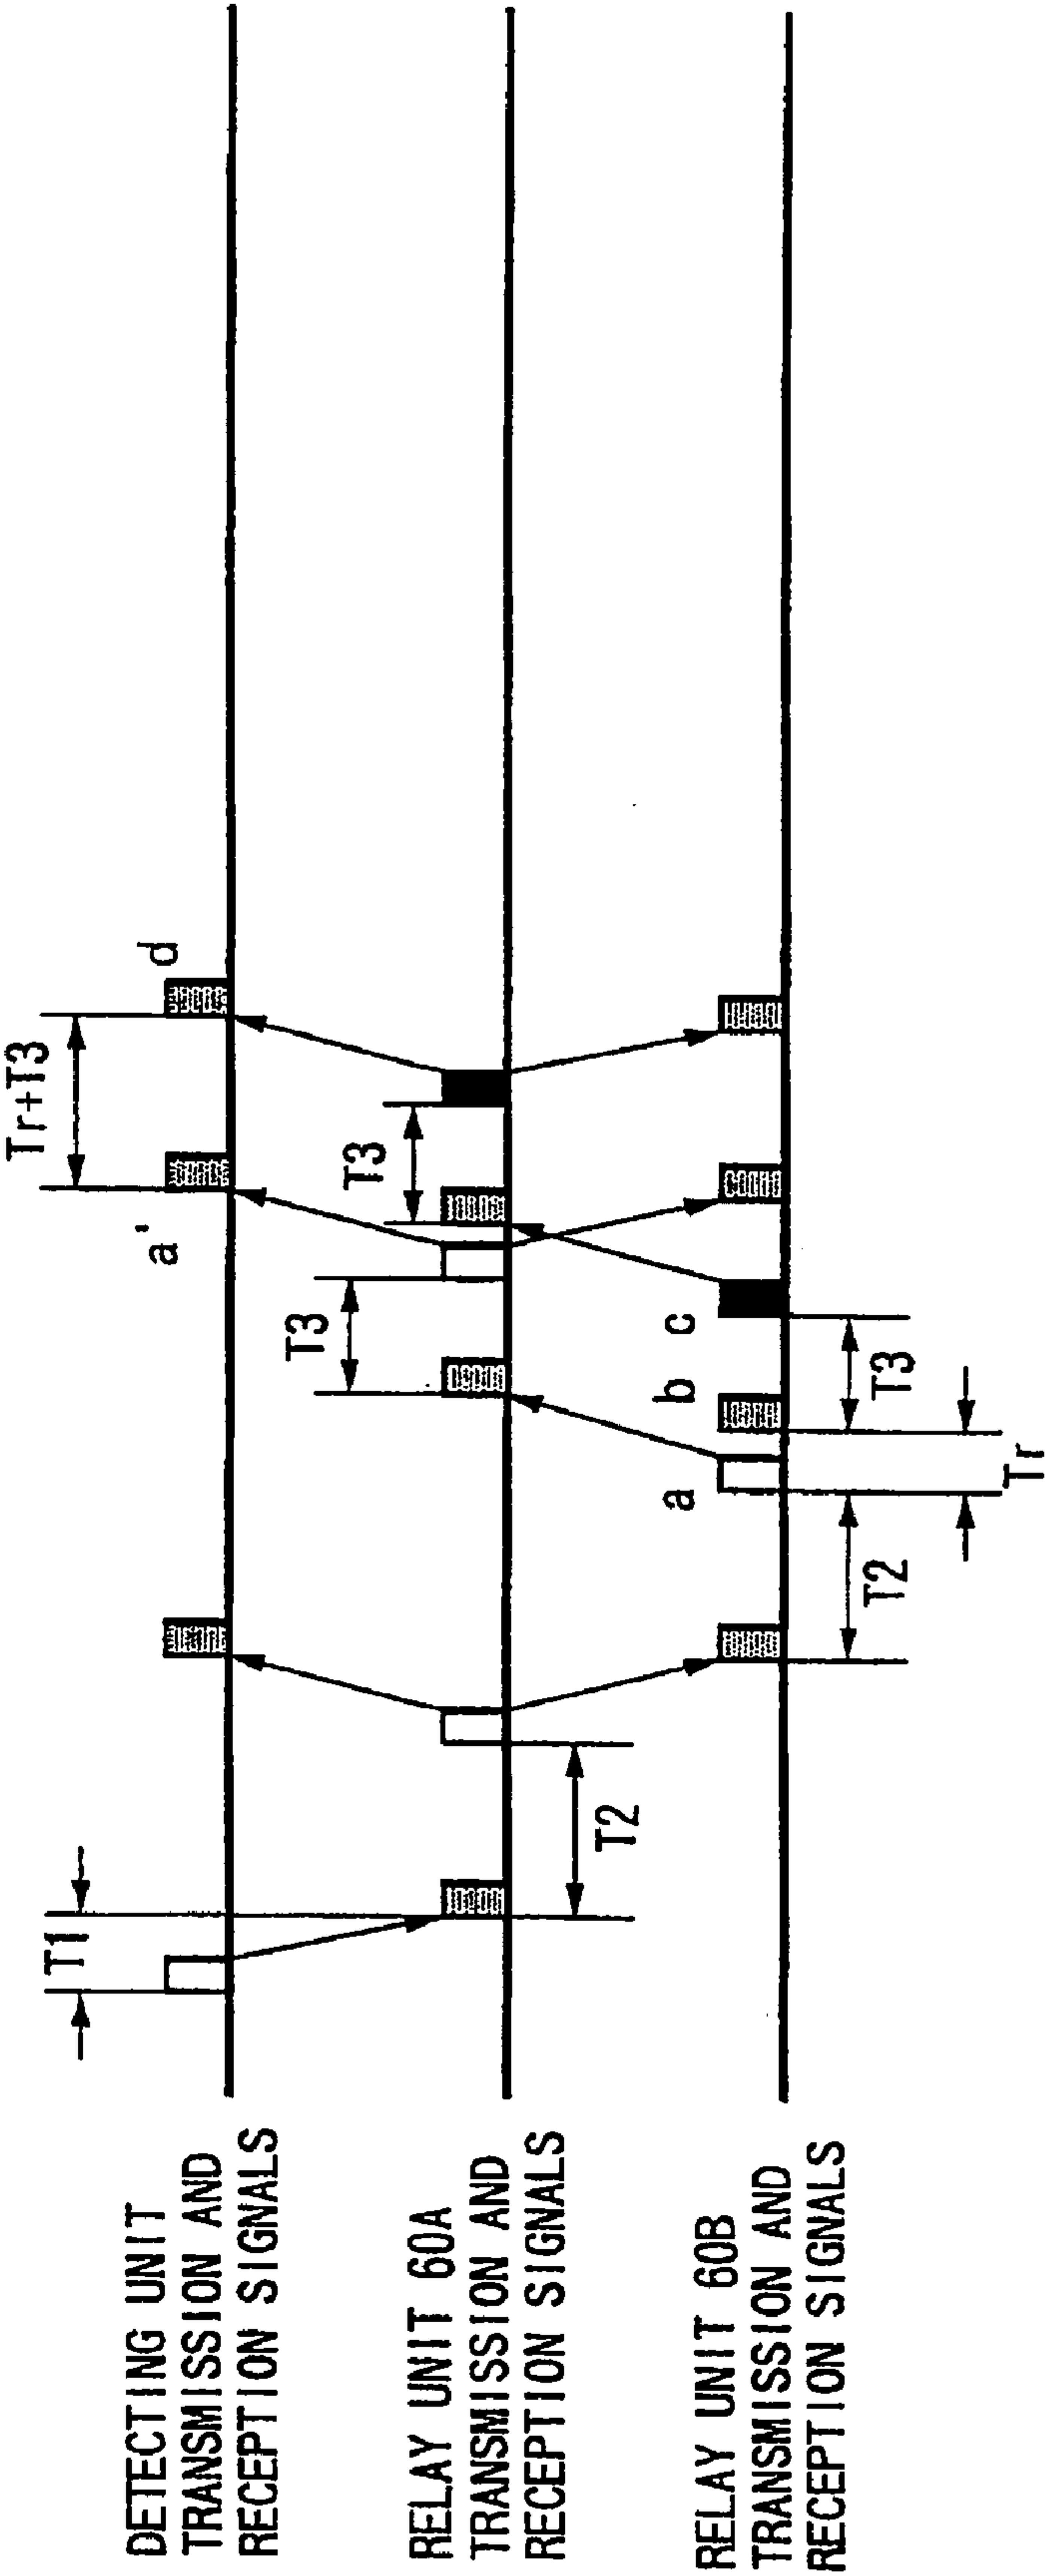 DETECTING UNIT
TRANSMISSION AND
RECEPTION SIGNALS
T1
a'
Tr+T3
d
RELAY UNIT 60A
TRANSMISSION AND
RECEPTION SIGNALS
T2
T3
T3
RELAY UNIT 60B
TRANSMISSION AND
RECEPTION SIGNALS
a
b
c
T2
T3
Tr